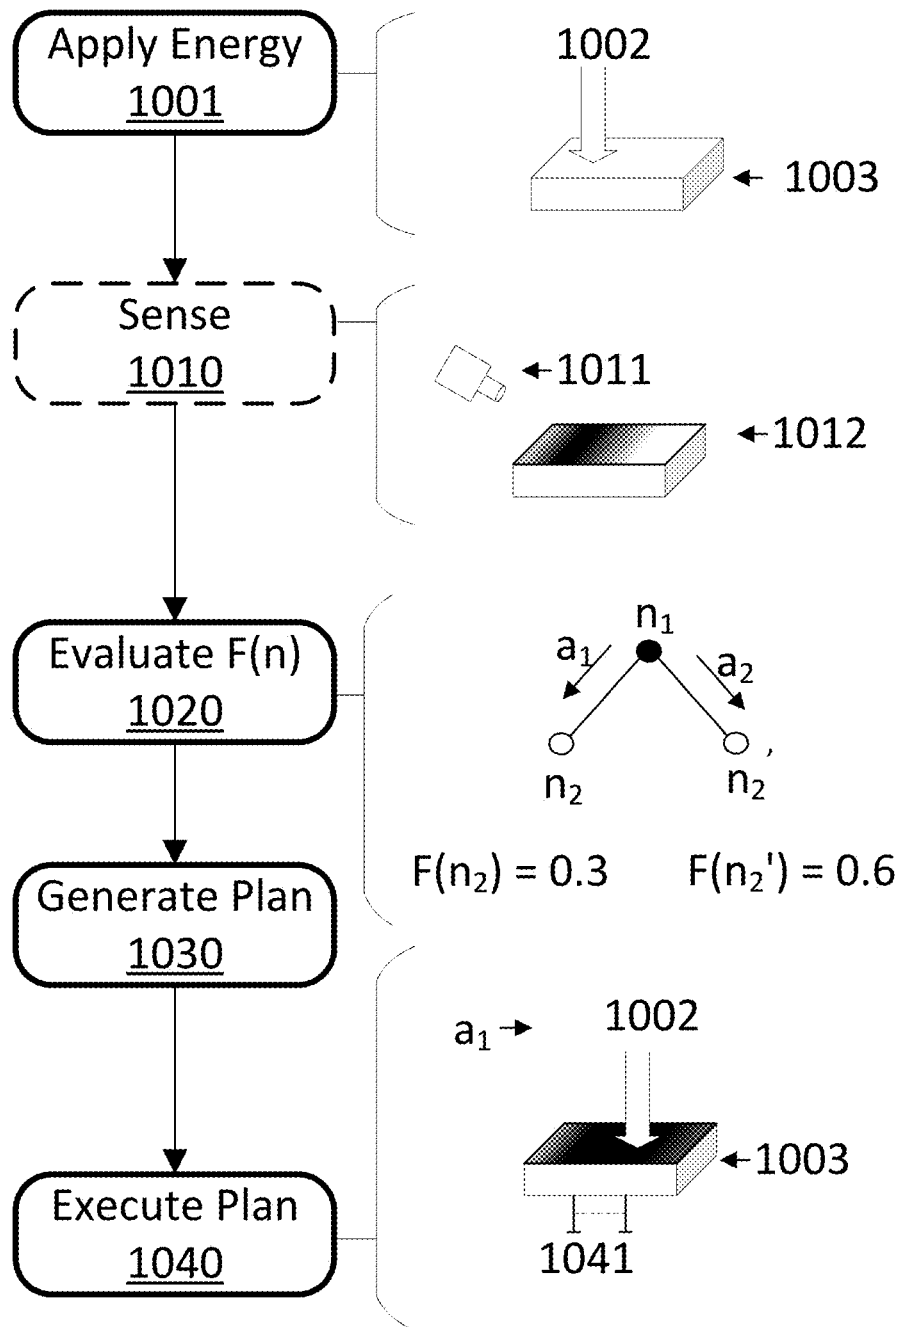 Apply Energy
1001
1002
1003
Sense
1010
1011
1012
Evaluate F(n)
1020
n₁
a₁
a₂
n₂
n₂'
F(n₂) = 0.3
F(n₂') = 0.6
Generate Plan
1030
a₁
1002
1003
Execute Plan
1040
1041